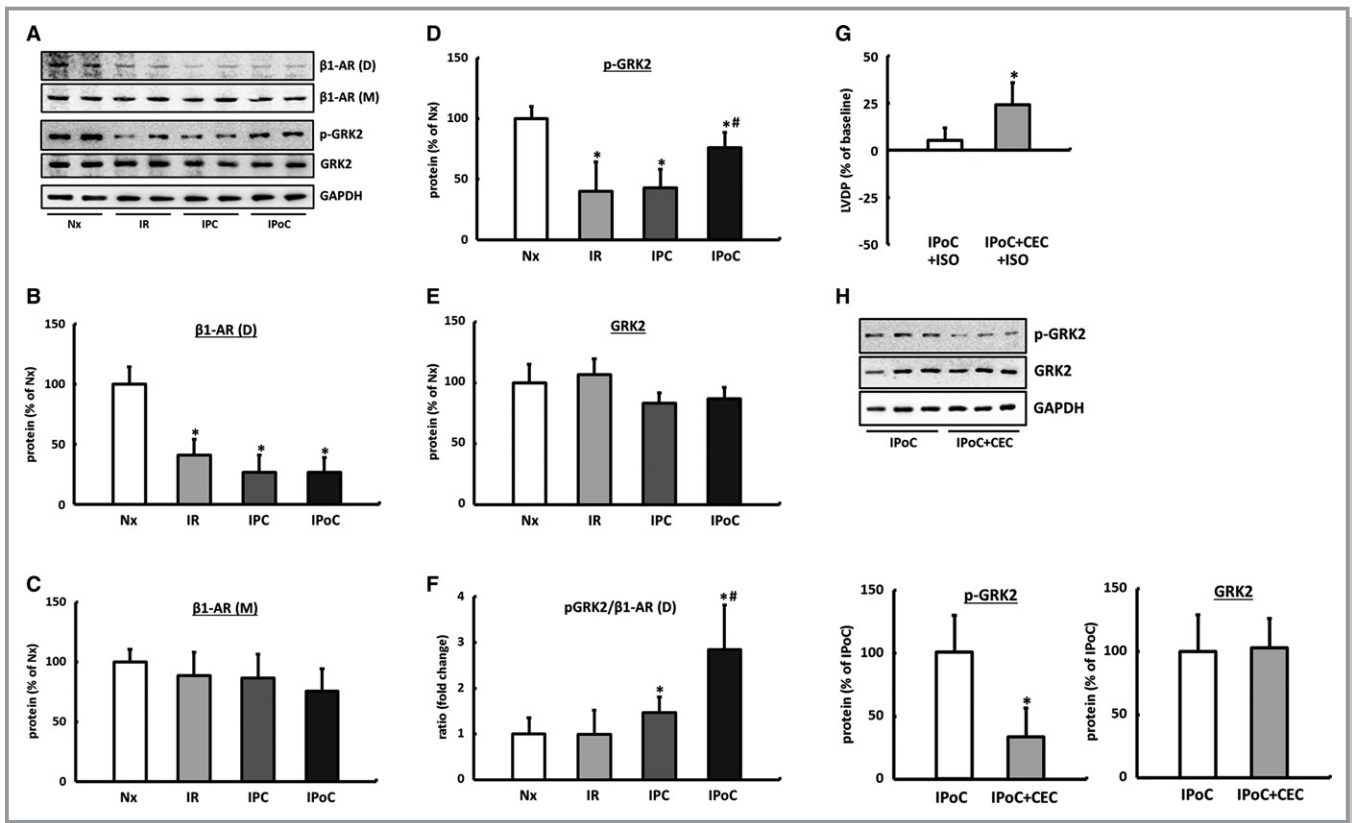 A
β1-AR (D)
β1-AR (M)
p-GRK2
GRK2
GAPDH
Nx IR IPC IPoC
B
β1-AR (D)
protein (% of Nx)
150
100
50
0
* * *
Nx IR IPC IPoC
C
β1-AR (M)
protein (% of Nx)
150
100
50
0
Nx IR IPC IPoC
D
p-GRK2
protein (% of Nx)
150
100
50
0
* * *#
Nx IR IPC IPoC
E
GRK2
protein (% of Nx)
150
100
50
0
Nx IR IPC IPoC
F
pGRK2/β1-AR (D)
ratio (fold change)
4
3
2
1
0
* *#
Nx IR IPC IPoC
G
LVDP (% of baseline)
50
25
0
-25
-50
*
IPoC IPoC+CEC
+ISO +ISO
H
p-GRK2
GRK2
GAPDH
IPoC IPoC+CEC
p-GRK2
protein (% of IPoC)
150
100
50
0
*
IPoC IPoC+CEC
GRK2
protein (% of IPoC)
150
100
50
0
IPoC IPoC+CEC